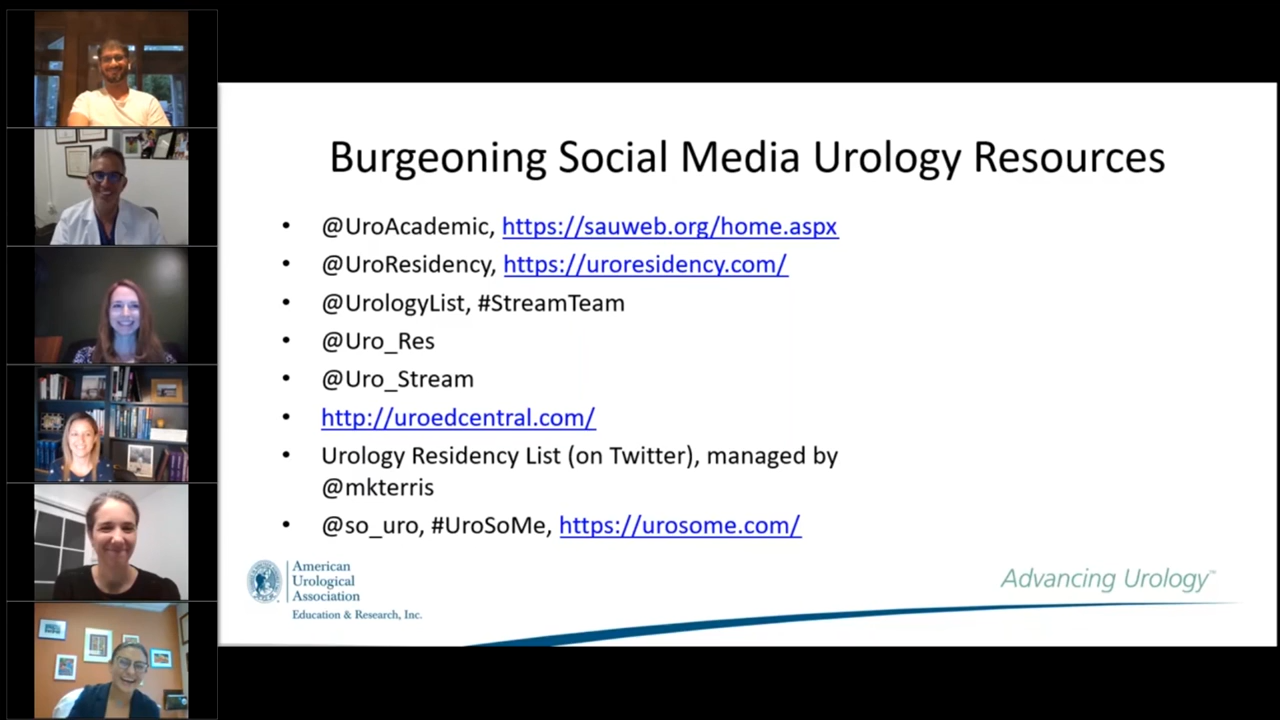 Burgeoning Social Media Urology Resources
• @UroAcademic, https://sauweb.org/home.aspx
• @UroResidency, https://uroresidency.com/
• @UrologyList, #StreamTeam
• @Uro_Res
• @Uro_Stream
• http://uroedcentral.com/
• Urology Residency List (on Twitter), managed by
@mkterris
• @so_uro, #UroSoMe, https://urosome.com/
American
Urological
Association
Education & Research, Inc.
Advancing Urology™